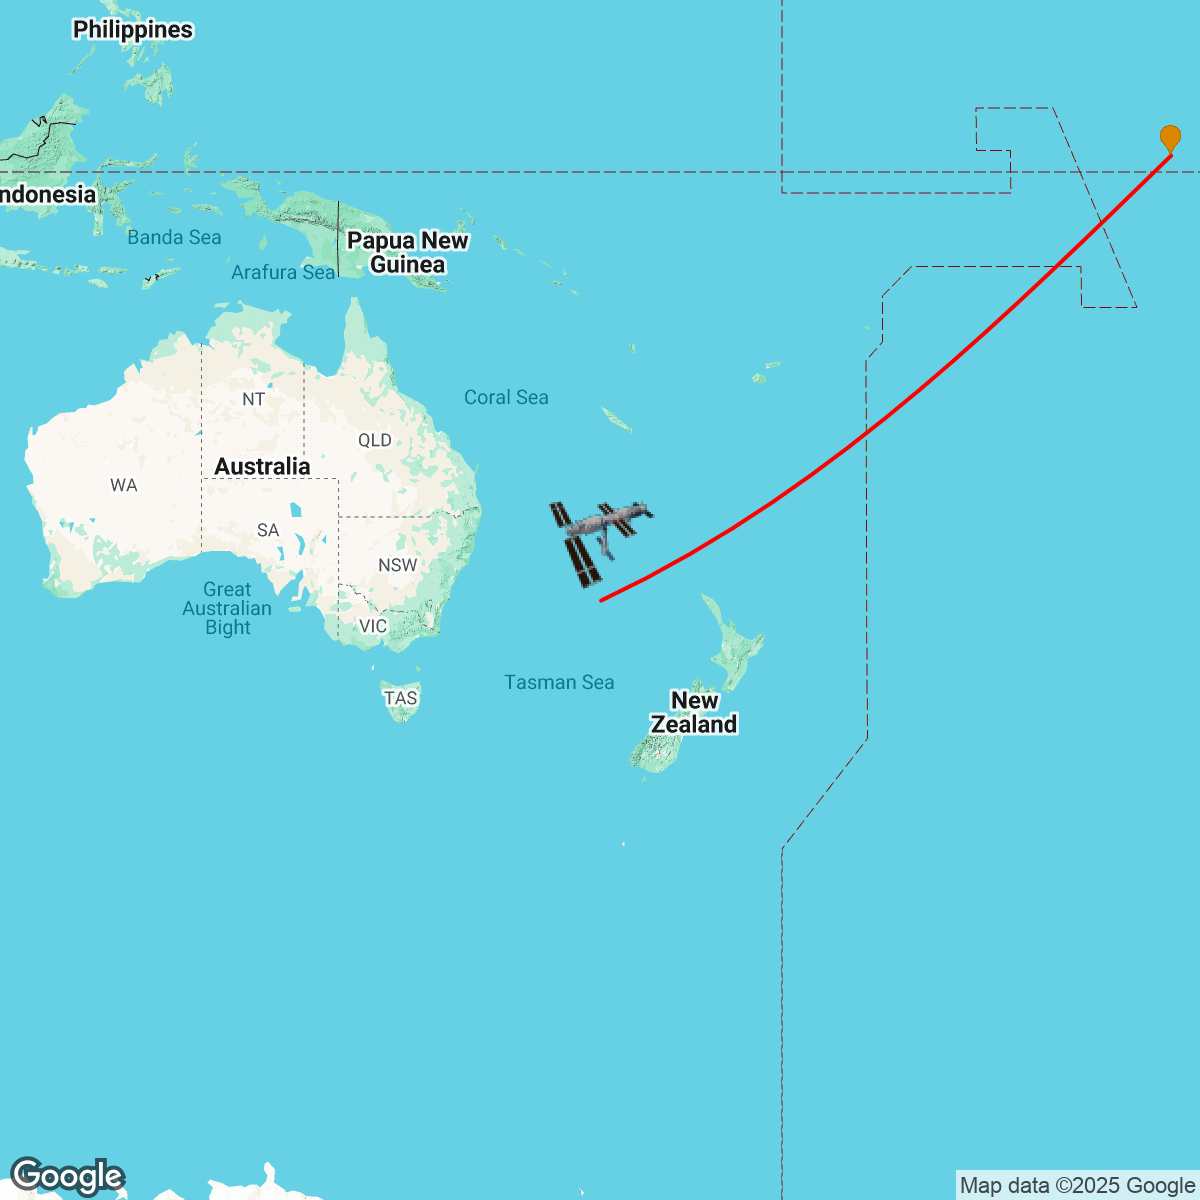 Philippines
ndonesia
Banda Sea
Papua New
Guinea
Arafura Sea
Coral Sea
NT
QLD
Australia
WA
SA
NSW
Great
Australian
Bight
VIC
TAS
Tasman Sea
New
Zealand
Google
Map data ©2025 Google